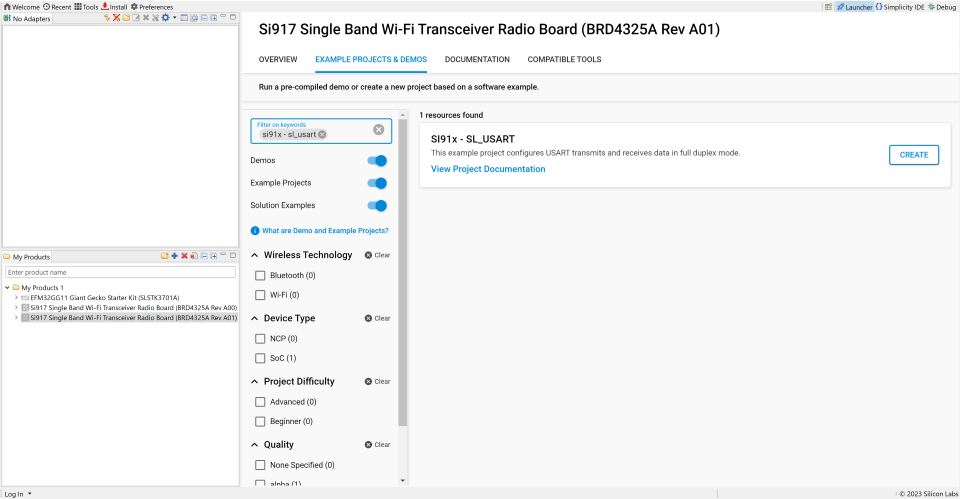 Welcome Recent Tools Install Preferences
Launcher Simplicity IDE Debug
No Adapters
My Products
Enter product name
My Products 1
EFM32GG11 Giant Gecko Starter Kit (SLSTK3701A)
Si917 Single Band Wi-Fi Transceiver Radio Board (BRD4325A Rev A00)
Si917 Single Band Wi-Fi Transceiver Radio Board (BRD4325A Rev A01)
Si917 Single Band Wi-Fi Transceiver Radio Board (BRD4325A Rev A01)
OVERVIEW EXAMPLE PROJECTS & DEMOS DOCUMENTATION COMPATIBLE TOOLS
Run a pre-compiled demo or create a new project based on a software example.
Filter on keywords
si91x - sl_usart
Demos
Example Projects
Solution Examples
What are Demo and Example Projects?
Wireless Technology Clear
Bluetooth (0)
Wi-Fi (0)
Device Type Clear
NCP (0)
SoC (1)
Project Difficulty Clear
Advanced (0)
Beginner (0)
Quality Clear
None Specified (0)
alpha (1)
1 resources found
SI91x - SL_USART
This example project configures USART transmits and receives data in full duplex mode.
View Project Documentation
CREATE
Log In
© 2023 Silicon Labs